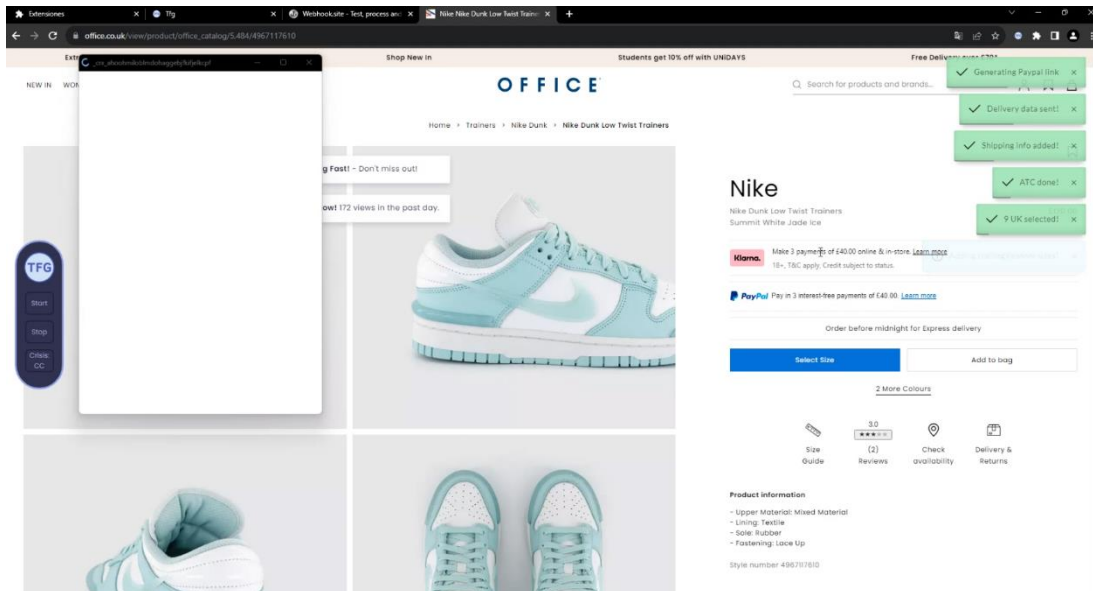 Extensiones
Tfg
Webhook.site - Test, process and
Nike Nike Dunk Low Twist Traine
office.co.uk/view/product/office_catalog/5,484/4967117610
Shop New In
Students get 10% off with UNIDAYS
NEW IN
OFFICE
Search for products and brands...
Generating Paypal link
Delivery data sent!
Shipping info added!
ATC done!
9 UK selected!
Home › Trainers › Nike Dunk › Nike Dunk Low Twist Trainers
g Fast! - Don't miss out!
ow! 172 views in the past day.
TFG
Start
Stop
Crisis:
CC
Nike
Nike Dunk Low Twist Trainers
Summit White Jade Ice
Klarna.
Make 3 payments of £40.00 online & in-store. Learn more
18+, T&C apply. Credit subject to status.
PayPal Pay in 3 interest-free payments of £40.00. Learn more
Order before midnight for Express delivery
Select Size
Add to bag
2 More Colours
3.0
Size
Guide
(2)
Reviews
Check
availability
Delivery &
Returns
Product information
- Upper Material: Mixed Material
- Lining: Textile
- Sole: Rubber
- Fastening: Lace Up
Style number 4967117610